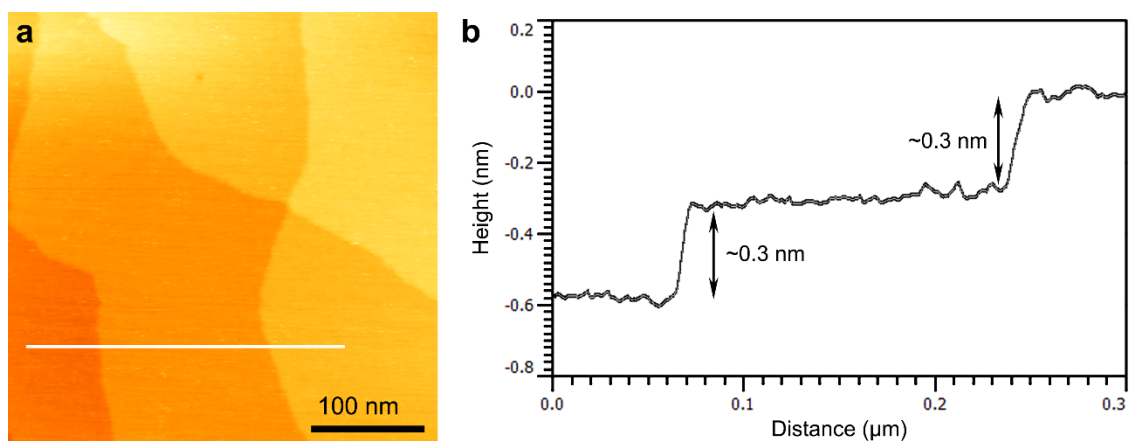 a
100 nm
b
Height (nm)
0.2
0.0
-0.2
-0.4
-0.6
-0.8
~0.3 nm
~0.3 nm
0.0
0.1
0.2
0.3
Distance (µm)